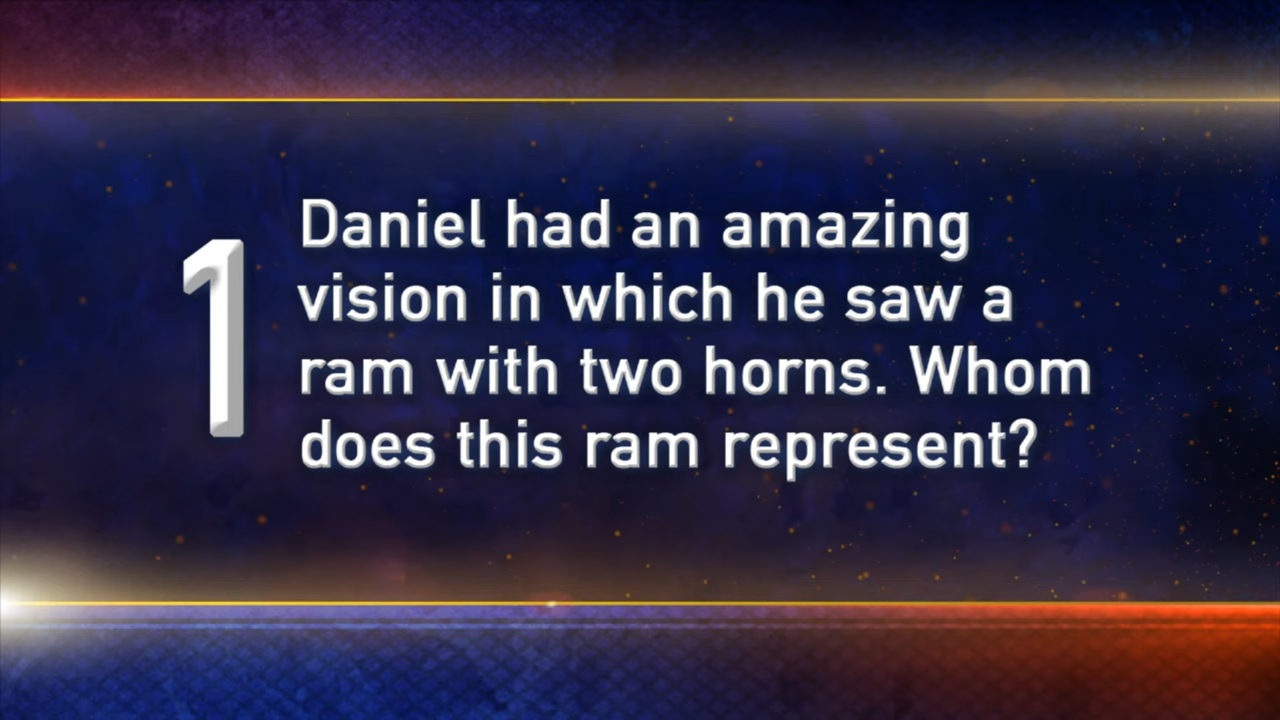 1
Daniel had an amazing
vision in which he saw a
ram with two horns. Whom
does this ram represent?